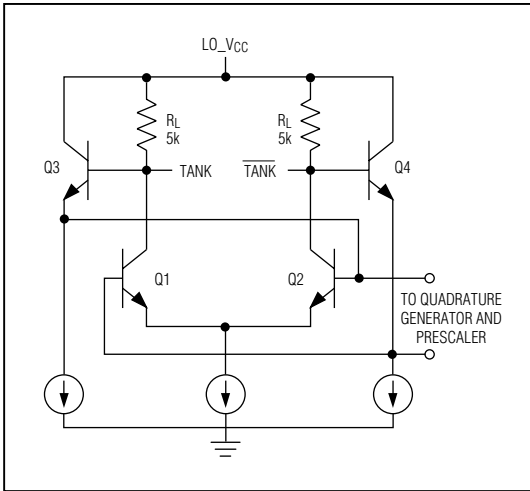 LO_VCC
RL
5k
RL
5k
Q3
TANK
TANK
Q4
Q1
Q2
TO QUADRATURE
GENERATOR AND
PRESCALER